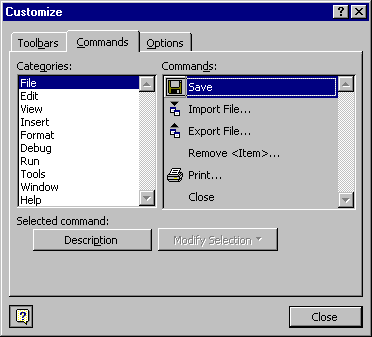 Customize
Toolbars Commands Options
Categories:
File
Edit
View
Insert
Format
Debug
Run
Tools
Window
Help
Commands:
Save
Import File...
Export File...
Remove <Item>...
Print...
Close
Selected command:
Description Modify Selection
Close